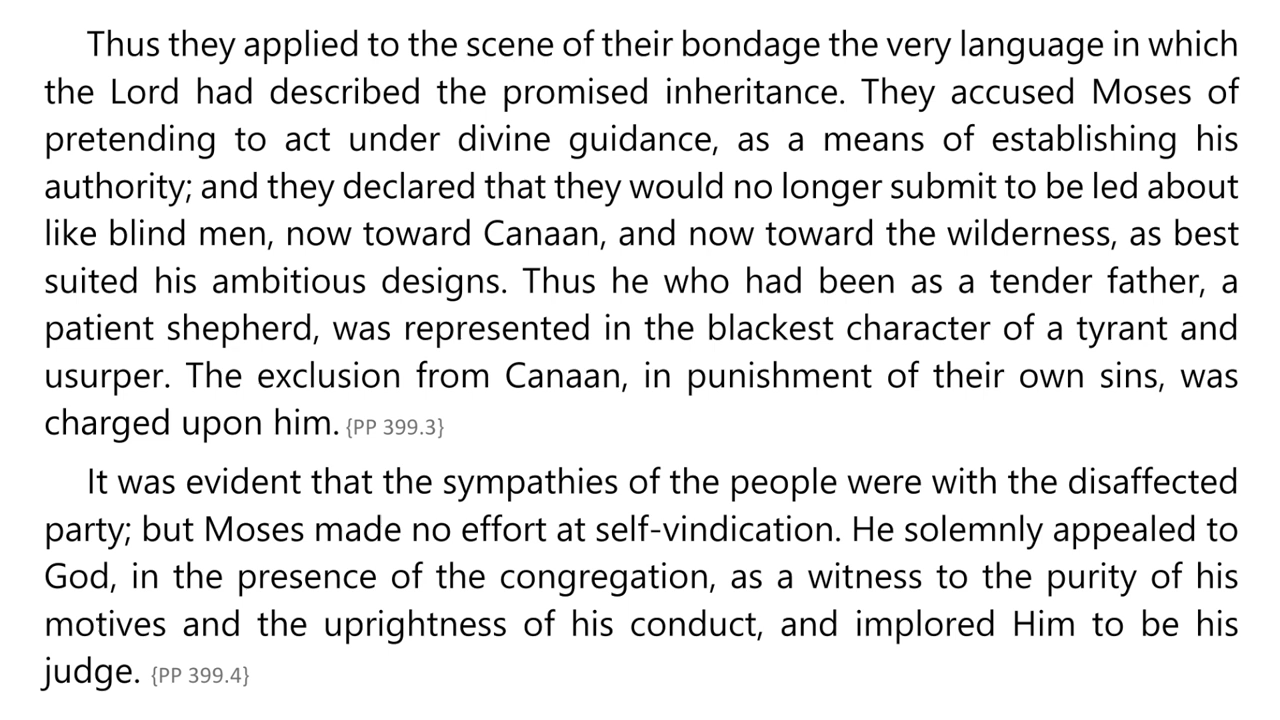 Thus they applied to the scene of their bondage the very language in which
the Lord had described the promised inheritance. They accused Moses of
pretending to act under divine guidance, as a means of establishing his
authority; and they declared that they would no longer submit to be led about
like blind men, now toward Canaan, and now toward the wilderness, as best
suited his ambitious designs. Thus he who had been as a tender father, a
patient shepherd, was represented in the blackest character of a tyrant and
usurper. The exclusion from Canaan, in punishment of their own sins, was
charged upon him. {PP 399.3}
It was evident that the sympathies of the people were with the disaffected
party; but Moses made no effort at self-vindication. He solemnly appealed to
God, in the presence of the congregation, as a witness to the purity of his
motives and the uprightness of his conduct, and implored Him to be his
judge. {PP 399.4}